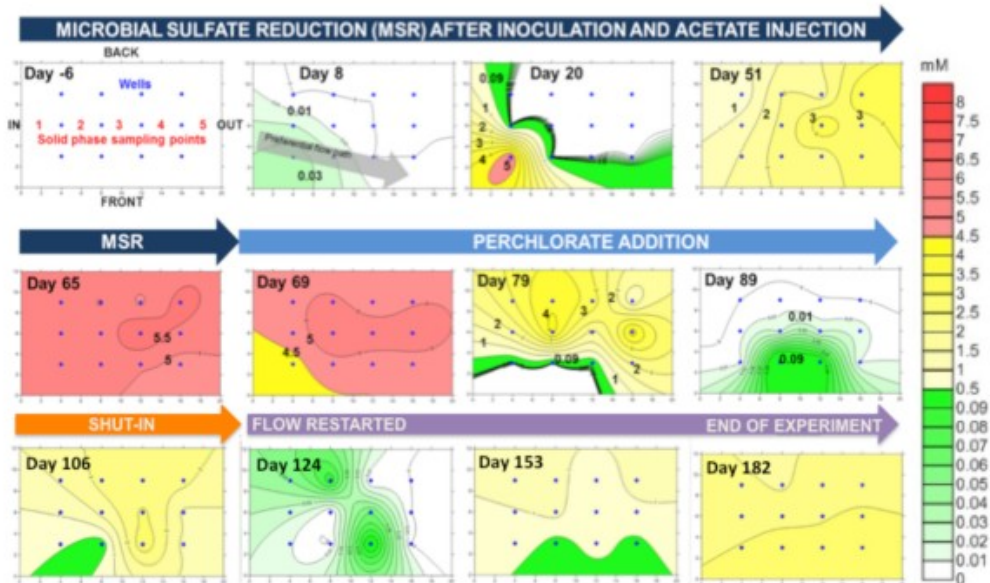 MICROBIAL SULFATE REDUCTION (MSR) AFTER INOCULATION AND ACETATE INJECTION
BACK
Day -6
Wells
IN 1 2 3 4 5 OUT
Solid phase sampling points
FRONT
Day 8
0.01
Preferential flow path
0.03
Day 20
0.09
1
2
3
4
5
Day 51
1
2
3
3
mM
8
7.5
7
6.5
6
5.5
5
4.5
4
3.5
3
2.5
2
1.5
1
0.5
0.09
0.08
0.07
0.06
0.05
0.04
0.03
0.02
0.01
0
MSR
PERCHLORATE ADDITION
Day 65
5.5
5
Day 69
5
4.5
Day 79
2
4
3
2
1
1
0.09
2
1
Day 89
0.01
0.09
SHUT-IN
FLOW RESTARTED
END OF EXPERIMENT
Day 106
Day 124
Day 153
Day 182